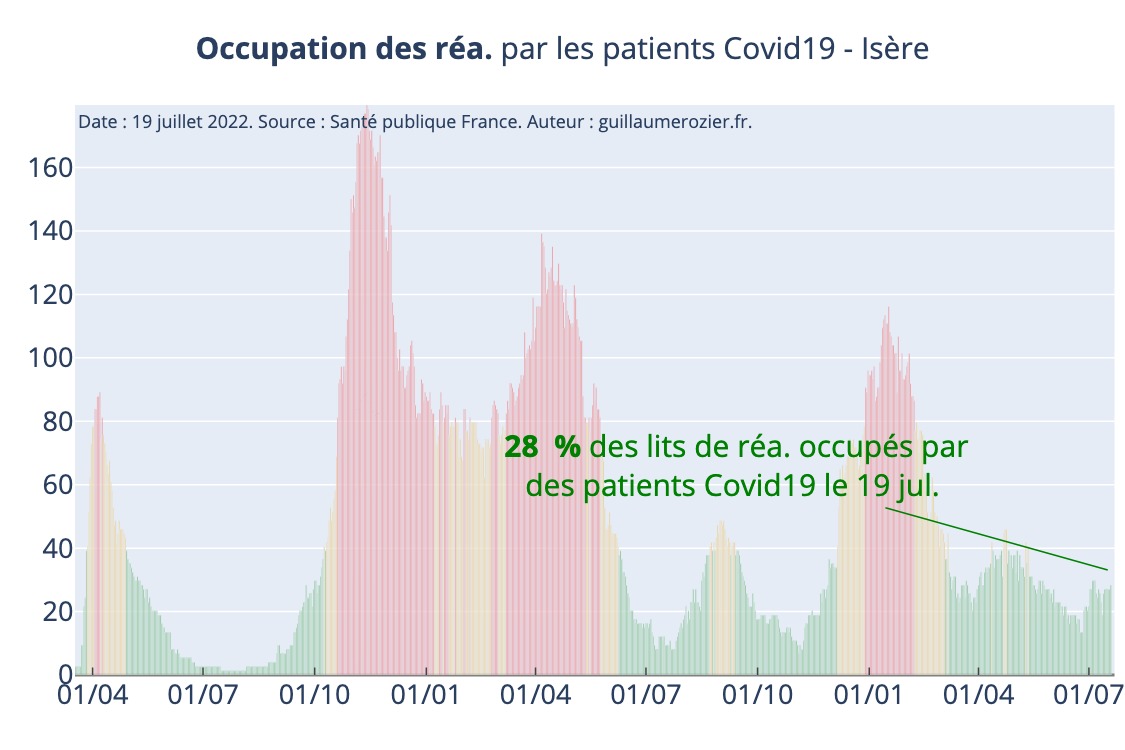 Occupation des réa. par les patients Covid19 - Isère
Date : 19 juillet 2022. Source : Santé publique France. Auteur : guillaumerozier.fr.
160
140
120
100
80
28 % des lits de réa. occupés par
des patients Covid19 le 19 jul.
60
40
20
0
01/04 01/07 01/10 01/01 01/04 01/07 01/10 01/01 01/04 01/07